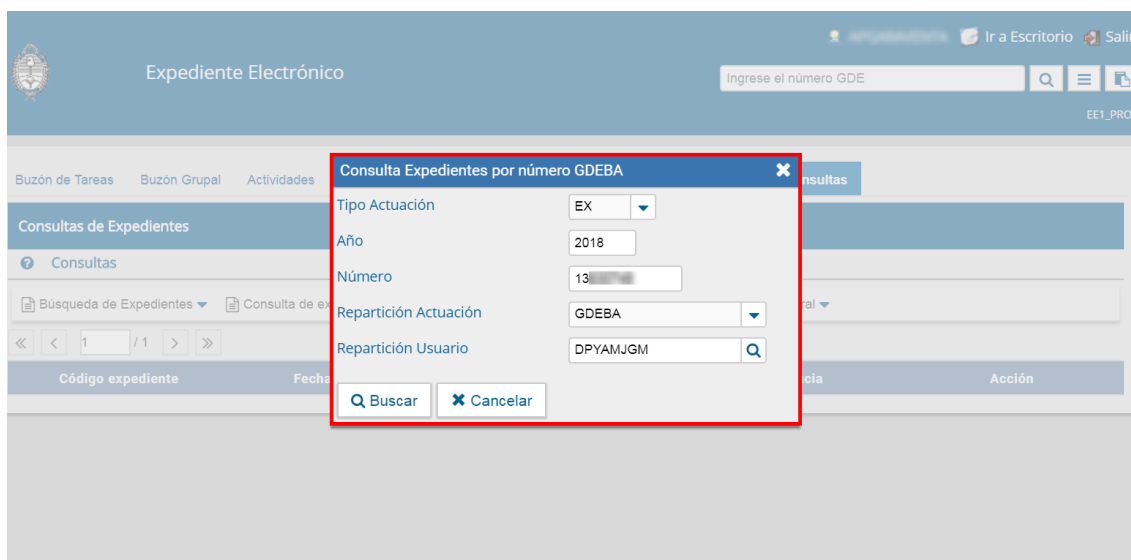 Ir a Escritorio Salir
Expediente Electrónico
Ingrese el número GDE
EE1_PRO
Buzón de Tareas Buzón Grupal Actividades
Consulta Expedientes por número GDEBA
nsultas
Consultas de Expedientes
Tipo Actuación EX
Año 2018
Consultas
Número 13
Búsqueda de Expedientes Consulta de ex ral
Repartición Actuación GDEBA
1 / 1
Repartición Usuario DPYAMJGM
Código expediente Fecha cia Acción
Buscar Cancelar